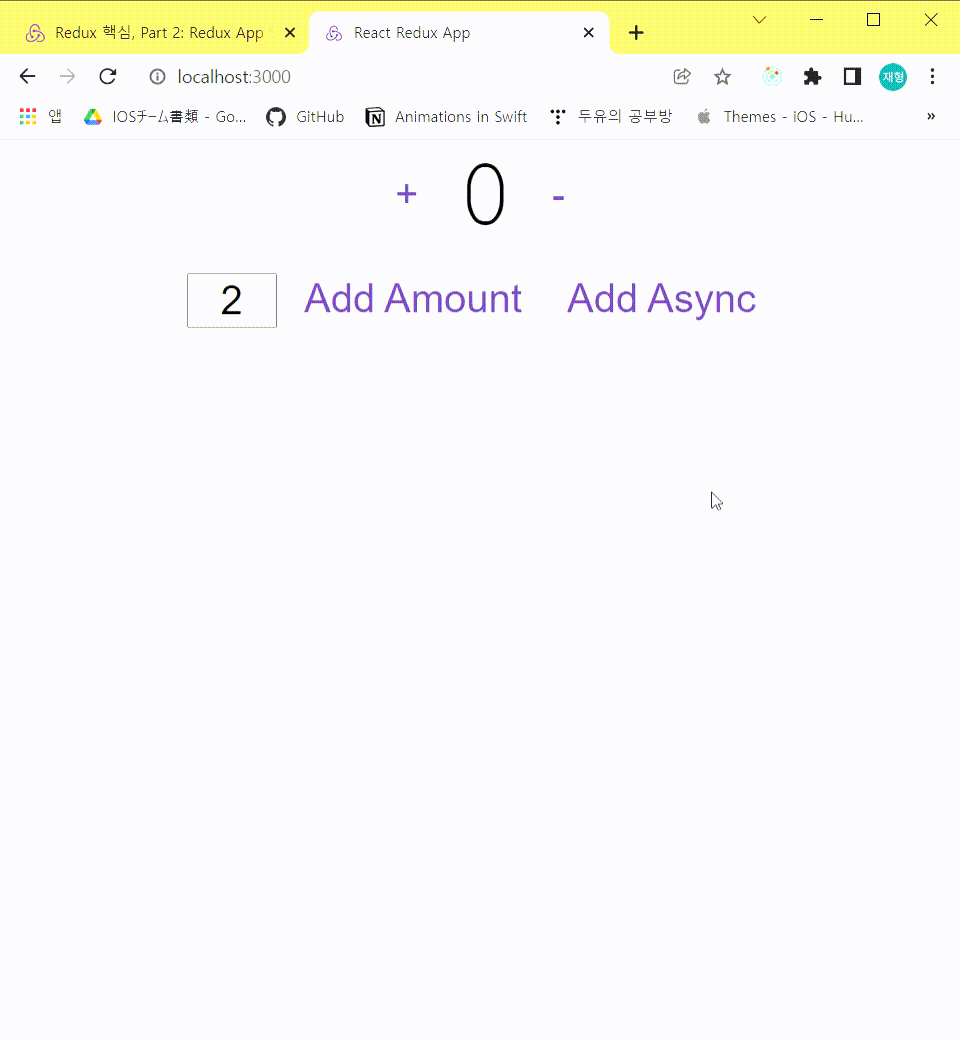 Redux 핵심, Part 2: Redux App
React Redux App
localhost:3000
재형
앱
IOSチーム書類 - Go...
GitHub
Animations in Swift
두유의 공부방
Themes - iOS - Hu...
»
+ 0 -
2 Add Amount Add Async